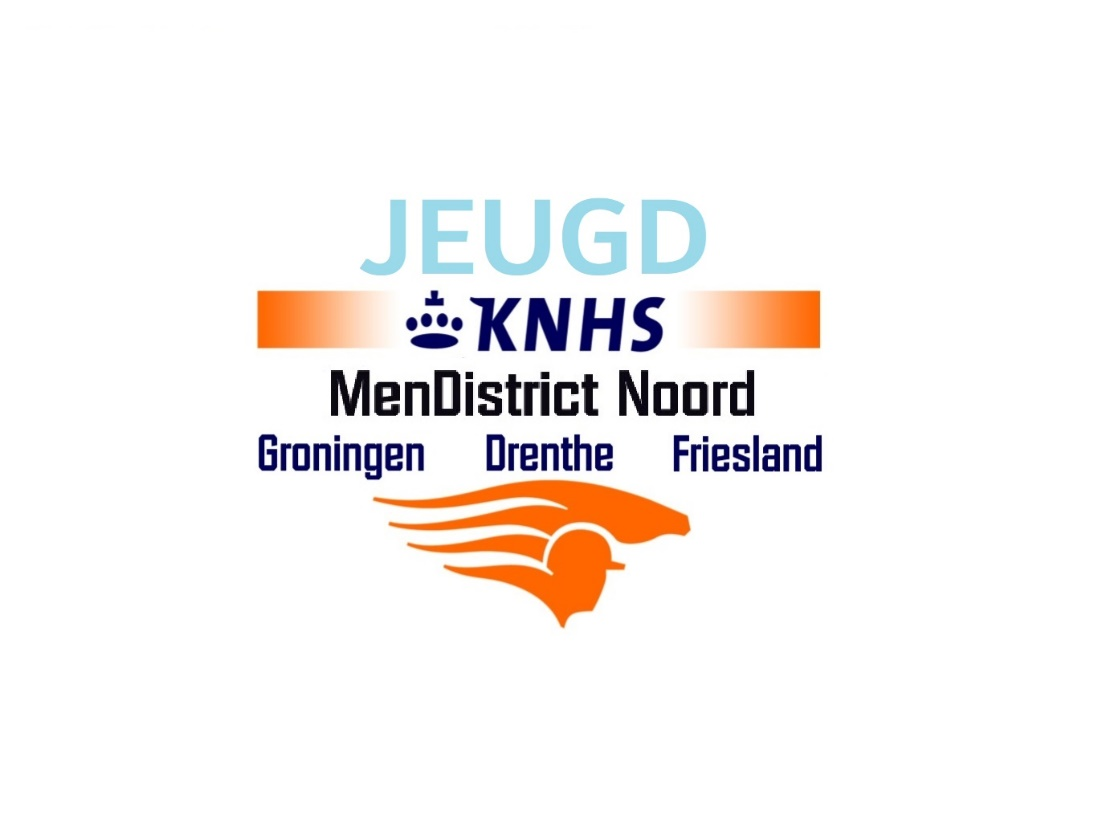 JEUGD
KNHS
MenDistrict Noord
Groningen Drenthe Friesland